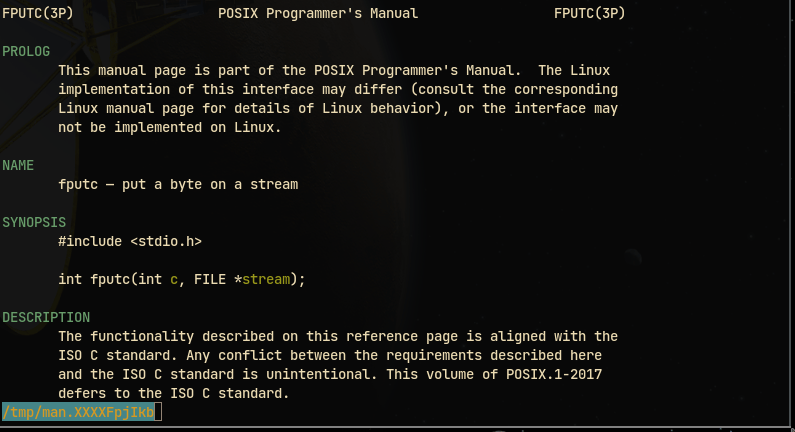 FPUTC(3P) POSIX Programmer's Manual FPUTC(3P)
PROLOG
This manual page is part of the POSIX Programmer's Manual.  The Linux
implementation of this interface may differ (consult the corresponding
Linux manual page for details of Linux behavior), or the interface may
not be implemented on Linux.
NAME
fputc — put a byte on a stream
SYNOPSIS
#include <stdio.h>
int fputc(int c, FILE *stream);
DESCRIPTION
The functionality described on this reference page is aligned with the
ISO C standard. Any conflict between the requirements described here
and the ISO C standard is unintentional. This volume of POSIX.1-2017
defers to the ISO C standard.
/tmp/man.XXXXFpjIkb